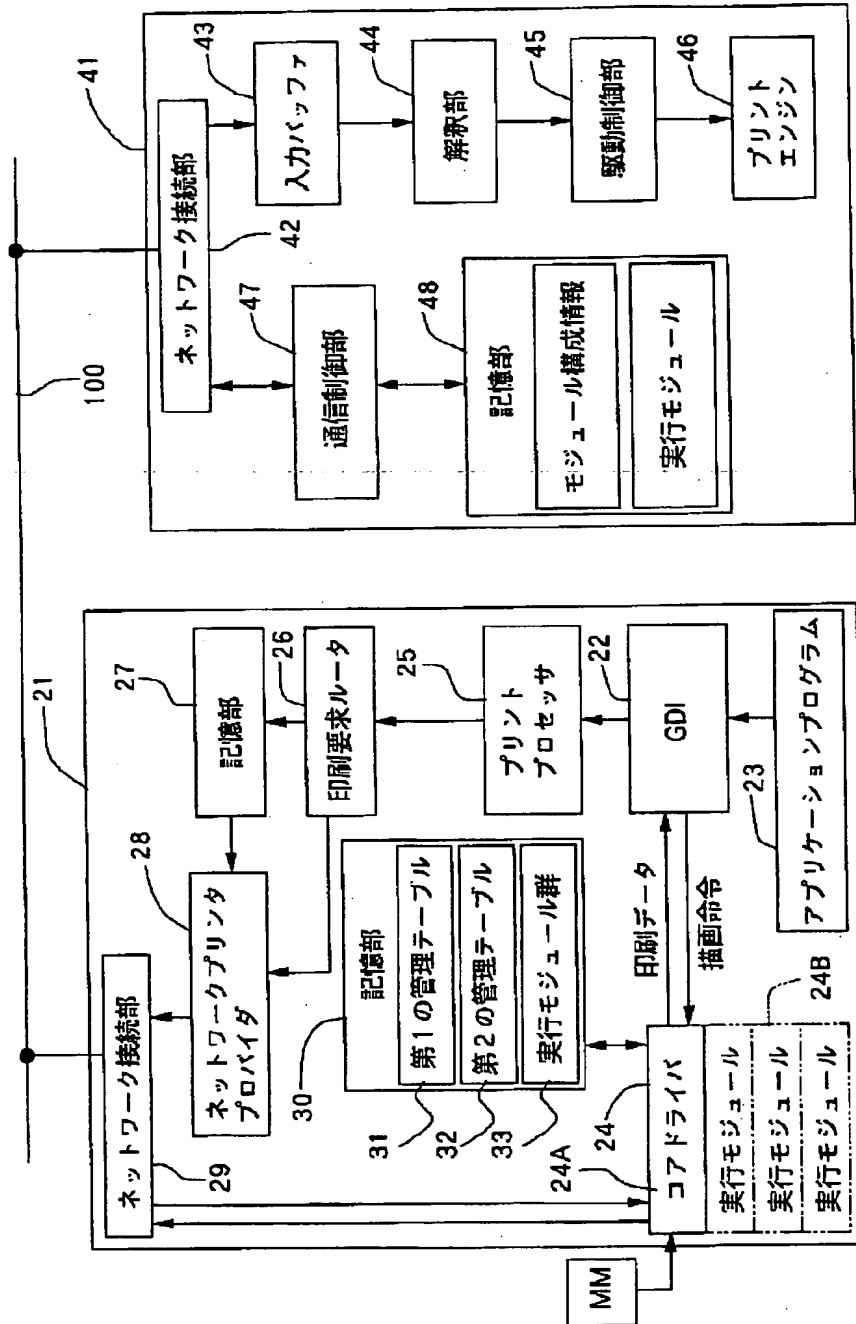 100
21
ネットワーク接続部
29
ネットワークプリンタ
プロバイダ
28
記憶部
27
印刷要求ルータ
26
プリント
プロセッサ
25
記憶部
30
第1の管理テーブル
31
第2の管理テーブル
32
実行モジュール群
33
GDI
22
アプリケーションプログラム
23
印刷データ
描画命令
コアドライバ
24
24A
24B
実行モジュール
実行モジュール
実行モジュール
MM
41
ネットワーク接続部
42
入力バッファ
43
解釈部
44
駆動制御部
45
プリント
エンジン
46
通信制御部
47
記憶部
48
モジュール構成情報
実行モジュール